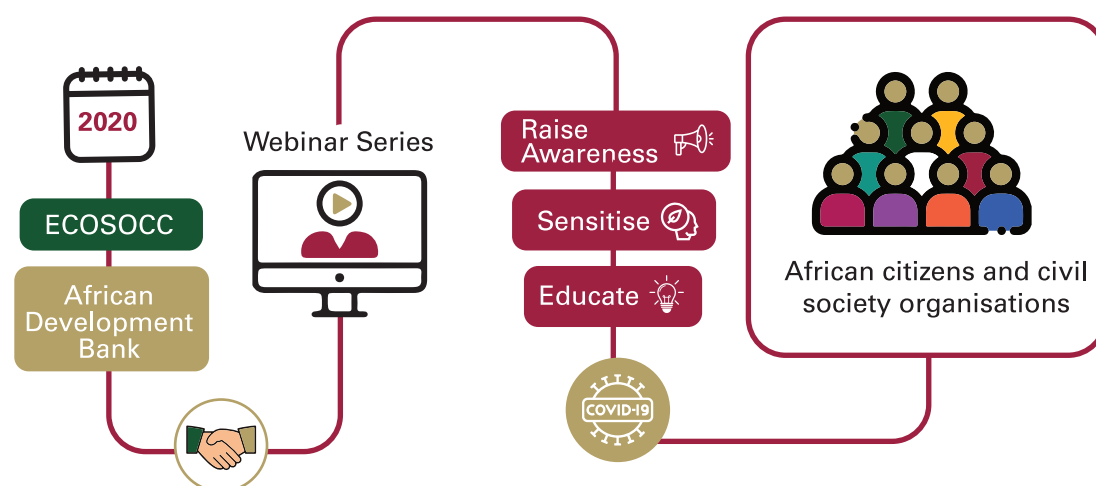 2020
ECOSOCC
African
Development
Bank
Webinar Series
Raise
Awareness
Sensitise
Educate
COVID-19
African citizens and civil
society organisations